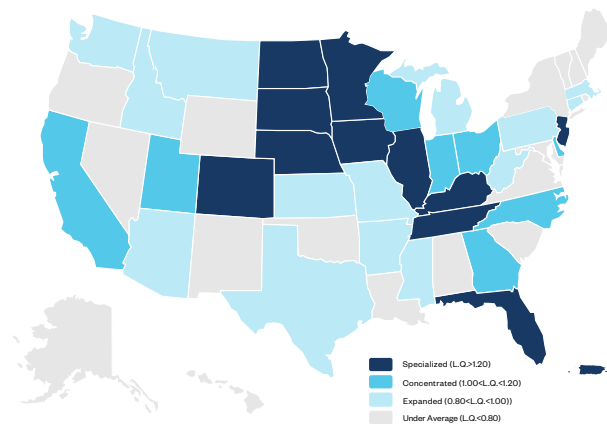 Specialized (L.Q.>1.20)
Concentrated (1.00<L.Q.<1.20)
Expanded (0.80<L.Q.<1.00))
Under Average (L.Q.<0.80)